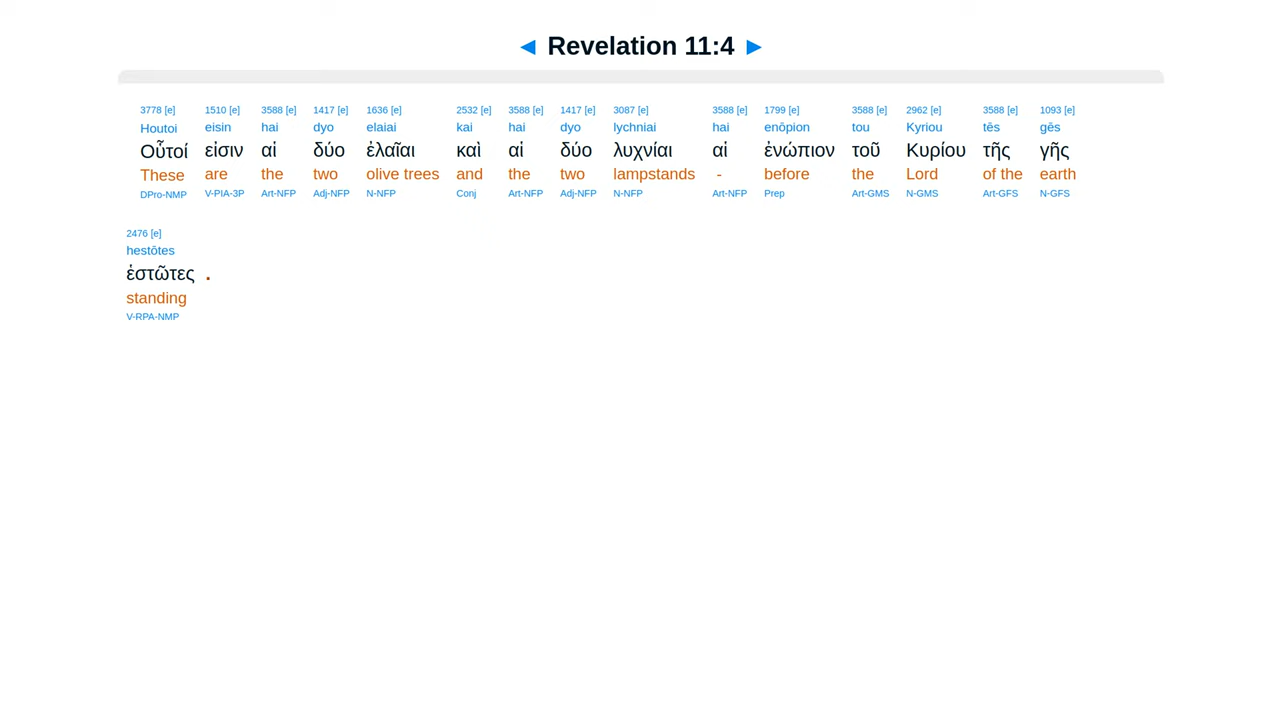 ◄ Revelation 11:4 ►
3778 [e] 1510 [e] 3588 [e] 1417 [e] 1636 [e] 2532 [e] 3588 [e] 1417 [e] 3087 [e] 3588 [e] 1799 [e] 3588 [e] 2962 [e] 3588 [e] 1093 [e]
Houtoi eisin hai dyo elaiai kai hai dyo lychniai hai enōpion tou Kyriou tēs gēs
Οὗτοί εἰσιν αἱ δύο ἐλαῖαι καὶ αἱ δύο λυχνίαι αἱ ἐνώπιον τοῦ Κυρίου τῆς γῆς
These are the two olive trees and the two lampstands - before the Lord of the earth
DPro-NMP V-PIA-3P Art-NFP Adj-NFP N-NFP Conj Art-NFP Adj-NFP N-NFP Art-NFP Prep Art-GMS N-GMS Art-GFS N-GFS
2476 [e]
hestōtes
ἑστῶτες .
standing
V-RPA-NMP